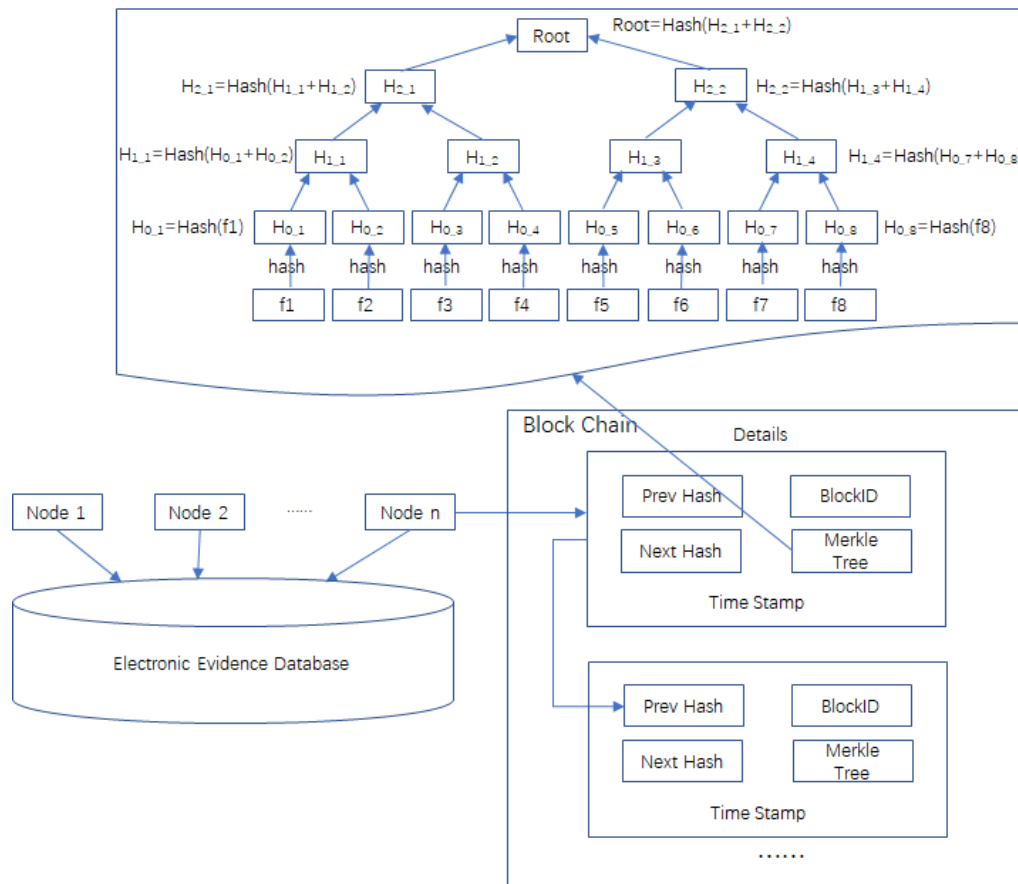 Root
Root=Hash(H₂_₁+H₂_₂)
H₂_₁=Hash(H₁_₁+H₁_₂)
H₂_₁
H₂_₂
H₂_₂=Hash(H₁_₃+H₁_₄)
H₁_₁=Hash(H₀_₁+H₀_₂)
H₁_₁
H₁_₂
H₁_₃
H₁_₄
H₁_₄=Hash(H₀_₇+H₀_₈
H₀_₁=Hash(f1)
H₀_₁
H₀_₂
H₀_₃
H₀_₄
H₀_₅
H₀_₆
H₀_₇
H₀_₈
H₀_₈=Hash(f8)
hash
hash
hash
hash
hash
hash
hash
hash
f1
f2
f3
f4
f5
f6
f7
f8
Block Chain
Details
Prev Hash
BlockID
Next Hash
Merkle
Tree
Time Stamp
Node 1
Node 2
......
Node n
Electronic Evidence Database
Prev Hash
BlockID
Next Hash
Merkle
Tree
Time Stamp
......